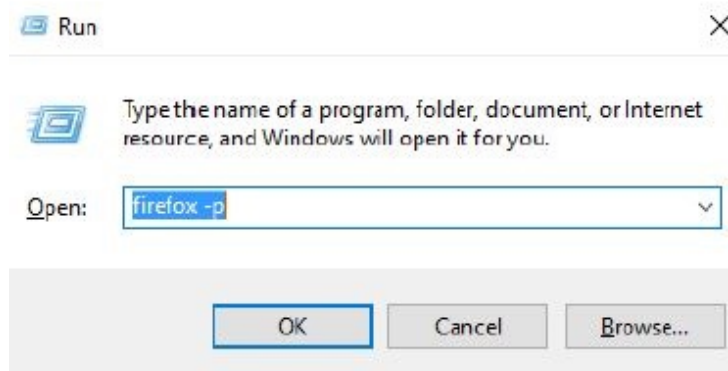 Run
Type the name of a program, folder, document, or Internet
resource, and Windows will open it for you.
Open: firefox -p
OK Cancel Browse...